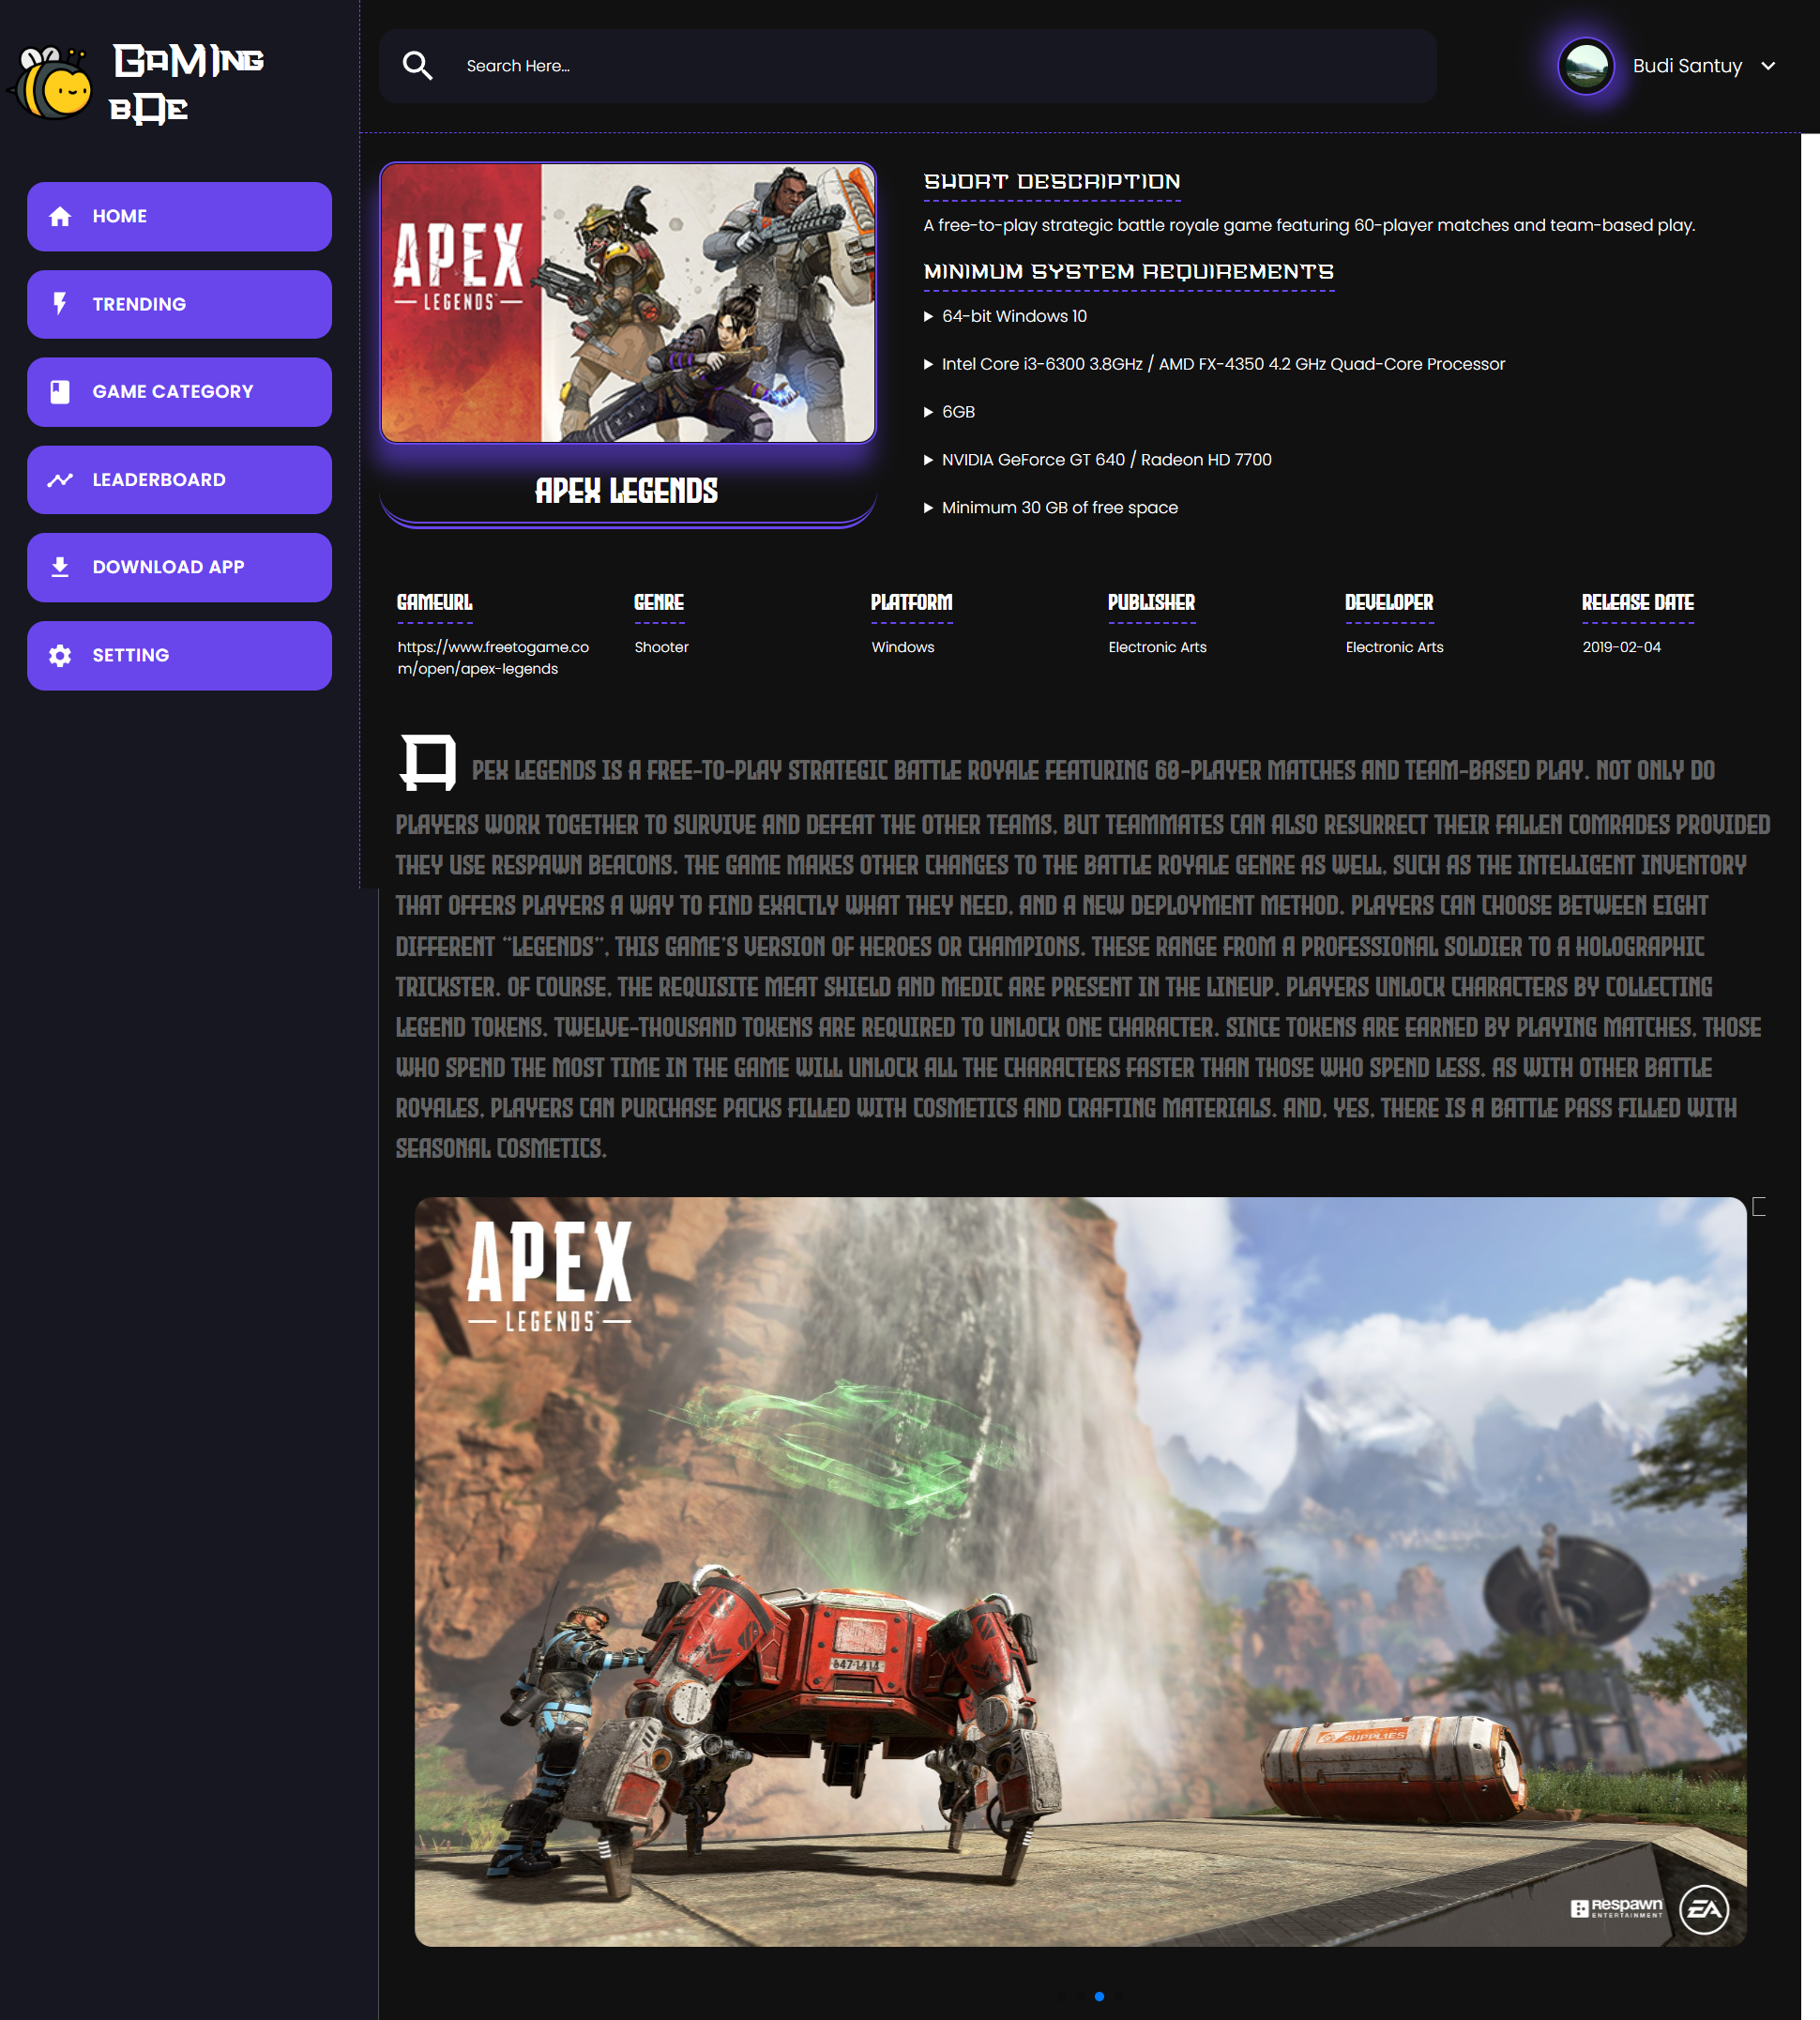 GaMIng
bAe
Search Here...
Budi Santuy
HOME
TRENDING
GAME CATEGORY
LEADERBOARD
DOWNLOAD APP
SETTING
APEX
LEGENDS
APEX LEGENDS
SHORT DESCRIPTION
A free-to-play strategic battle royale game featuring 60-player matches and team-based play.
MINIMUM SYSTEM REQUIREMENTS
64-bit Windows 10
Intel Core i3-6300 3.8GHz / AMD FX-4350 4.2 GHz Quad-Core Processor
6GB
NVIDIA GeForce GT 640 / Radeon HD 7700
Minimum 30 GB of free space
GAMEURL
https://www.freetogame.co
m/open/apex-legends
GENRE
Shooter
PLATFORM
Windows
PUBLISHER
Electronic Arts
DEVELOPER
Electronic Arts
RELEASE DATE
2019-02-04
APEX LEGENDS IS A FREE-TO-PLAY STRATEGIC BATTLE ROYALE FEATURING 60-PLAYER MATCHES AND TEAM-BASED PLAY. NOT ONLY DO
PLAYERS WORK TOGETHER TO SURVIVE AND DEFEAT THE OTHER TEAMS, BUT TEAMMATES CAN ALSO RESURRECT THEIR FALLEN COMRADES PROVIDED
THEY USE RESPAWN BEACONS. THE GAME MAKES OTHER CHANGES TO THE BATTLE ROYALE GENRE AS WELL, SUCH AS THE INTELLIGENT INVENTORY
THAT OFFERS PLAYERS A WAY TO FIND EXACTLY WHAT THEY NEED, AND A NEW DEPLOYMENT METHOD. PLAYERS CAN CHOOSE BETWEEN EIGHT
DIFFERENT “LEGENDS”, THIS GAME’S VERSION OF HEROES OR CHAMPIONS. THESE RANGE FROM A PROFESSIONAL SOLDIER TO A HOLOGRAPHIC
TRICKSTER. OF COURSE, THE REQUISITE MEAT SHIELD AND MEDIC ARE PRESENT IN THE LINEUP. PLAYERS UNLOCK CHARACTERS BY COLLECTING
LEGEND TOKENS. TWELVE-THOUSAND TOKENS ARE REQUIRED TO UNLOCK ONE CHARACTER. SINCE TOKENS ARE EARNED BY PLAYING MATCHES, THOSE
WHO SPEND THE MOST TIME IN THE GAME WILL UNLOCK ALL THE CHARACTERS FASTER THAN THOSE WHO SPEND LESS. AS WITH OTHER BATTLE
ROYALES, PLAYERS CAN PURCHASE PACKS FILLED WITH COSMETICS AND CRAFTING MATERIALS. AND, YES, THERE IS A BATTLE PASS FILLED WITH
SEASONAL COSMETICS.
APEX
LEGENDS
647-1414
SUPPLIES
Respawn
ENTERTAINMENT
EA